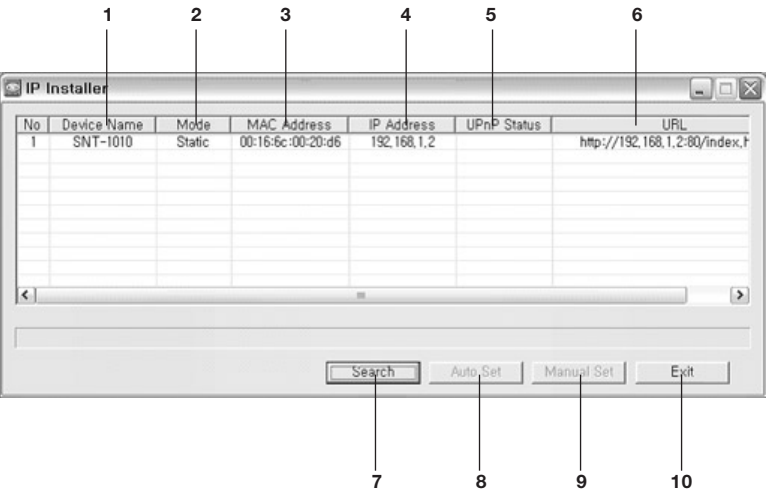 1 2 3 4 5 6
IP Installer
No Device Name Mode MAC Address IP Address UPnP Status URL
1 SNT-1010 Static 00:16:6c:00:20:d6 192,168,1,2 http://192,168,1,2:80/index,h
Search Auto Set Manual Set Exit
7 8 9 10